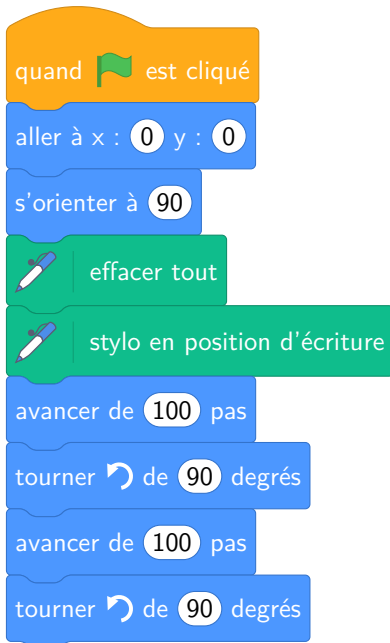 quand est cliqué
aller à x : 0 y : 0
s'orienter à 90
effacer tout
stylo en position d'écriture
avancer de 100 pas
tourner de 90 degrés
avancer de 100 pas
tourner de 90 degrés